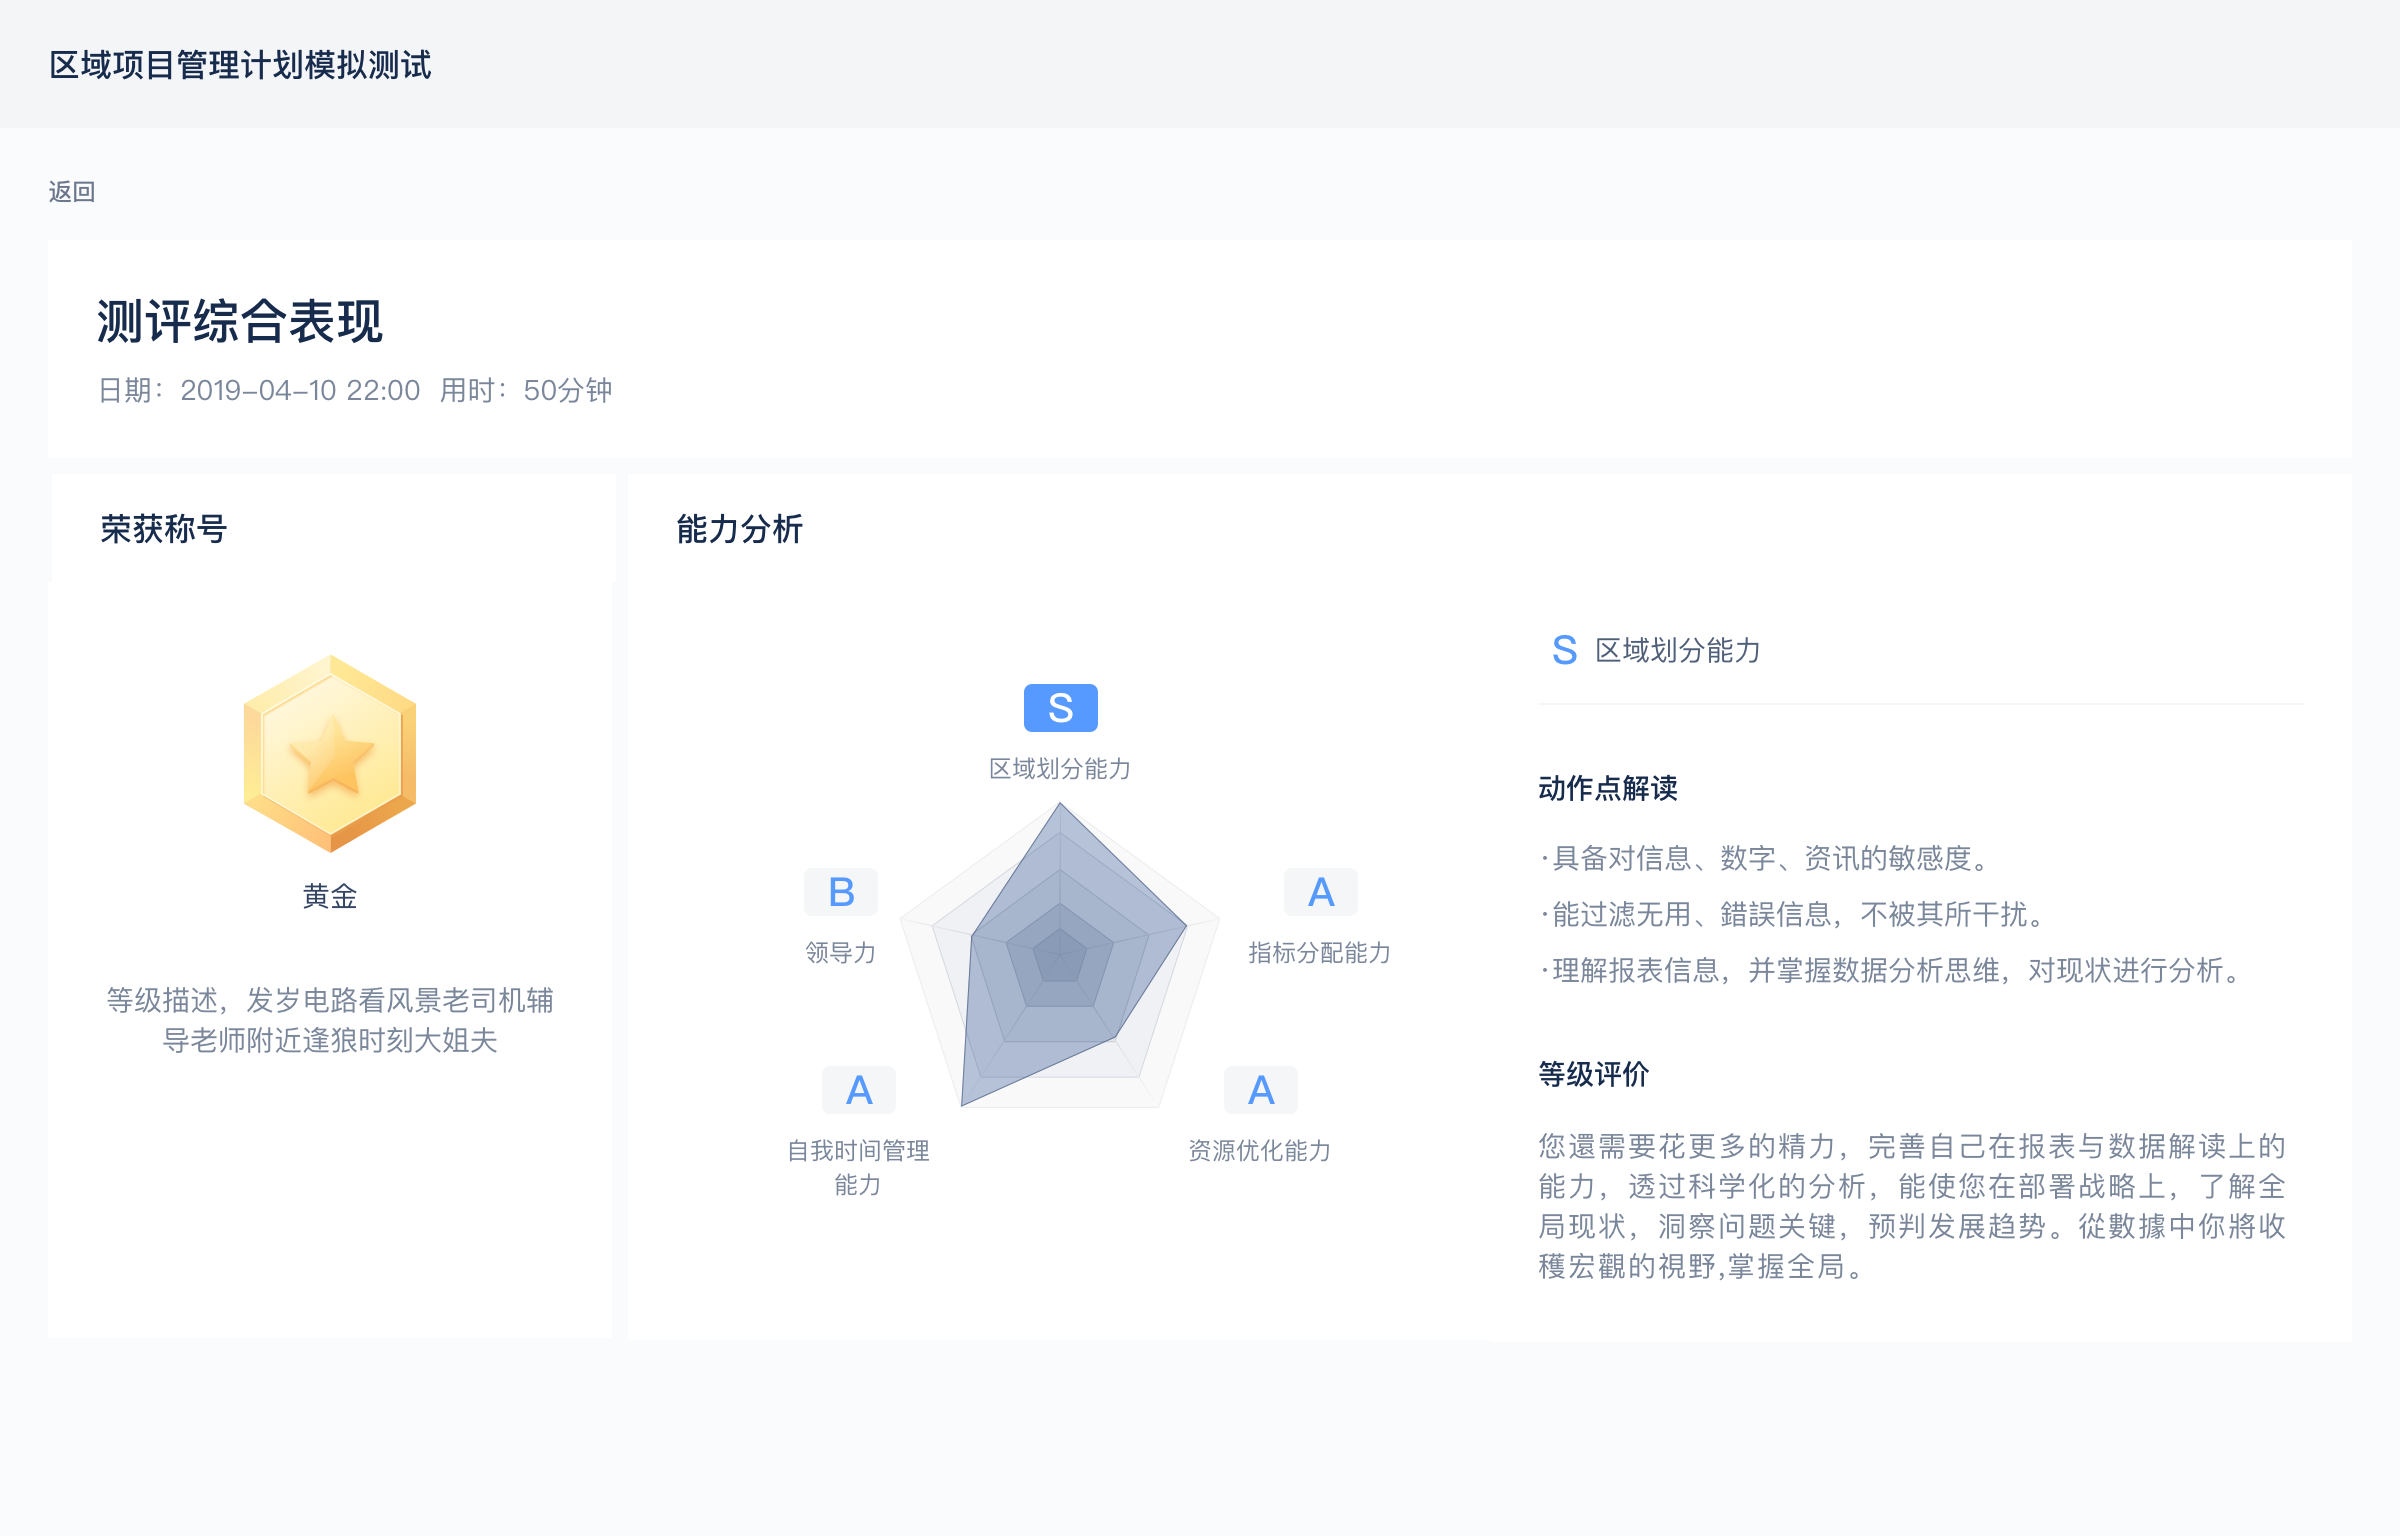 区域项目管理计划模拟测试
返回
测评综合表现
日期：2019-04-10 22:00 用时：50分钟
荣获称号
黄金
等级描述，发岁电路看风景老司机辅
导老师附近逢狼时刻大姐夫
能力分析
S
区域划分能力
B
领导力
A
指标分配能力
A
自我时间管理
能力
A
资源优化能力
S 区域划分能力
动作点解读
·具备对信息、数字、资讯的敏感度。
·能过滤无用、錯誤信息，不被其所干扰。
·理解报表信息，并掌握数据分析思维，对现状进行分析。
等级评价
您還需要花更多的精力，完善自己在报表与数据解读上的
能力，透过科学化的分析，能使您在部署战略上，了解全
局现状，洞察问题关键，预判发展趋势。從數據中你將收
穫宏觀的視野,掌握全局。